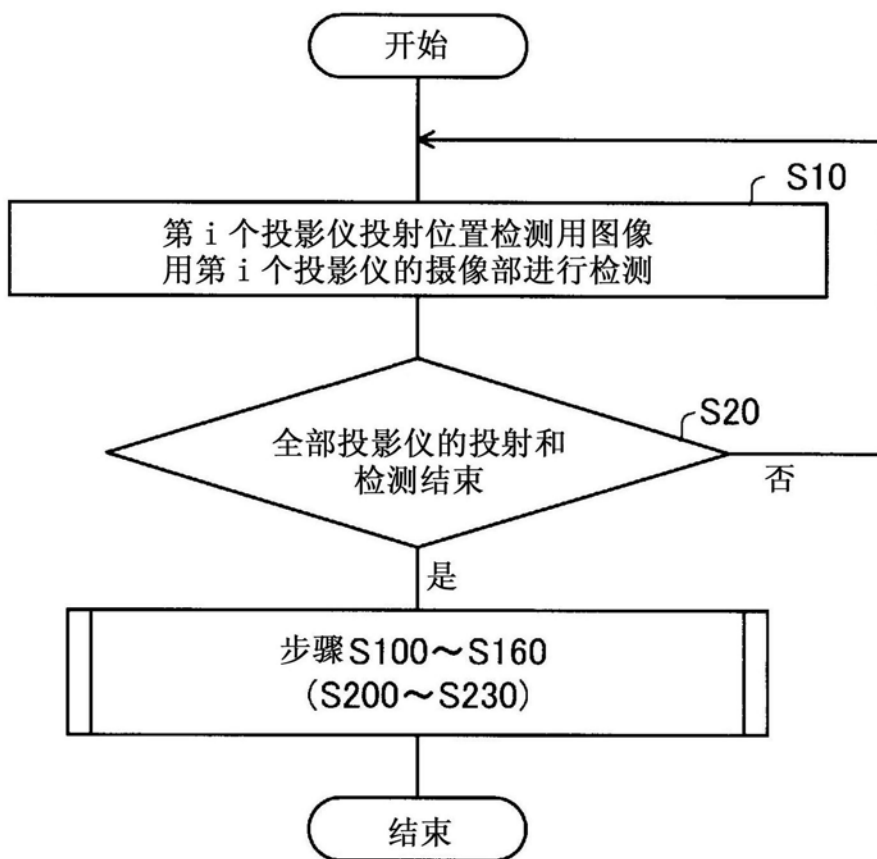 开始
S10
第 i 个投影仪投射位置检测用图像
用第 i 个投影仪的摄像部进行检测
S20
全部投影仪的投射和
检测结束
否
是
步骤S100～S160
(S200～S230)
结束